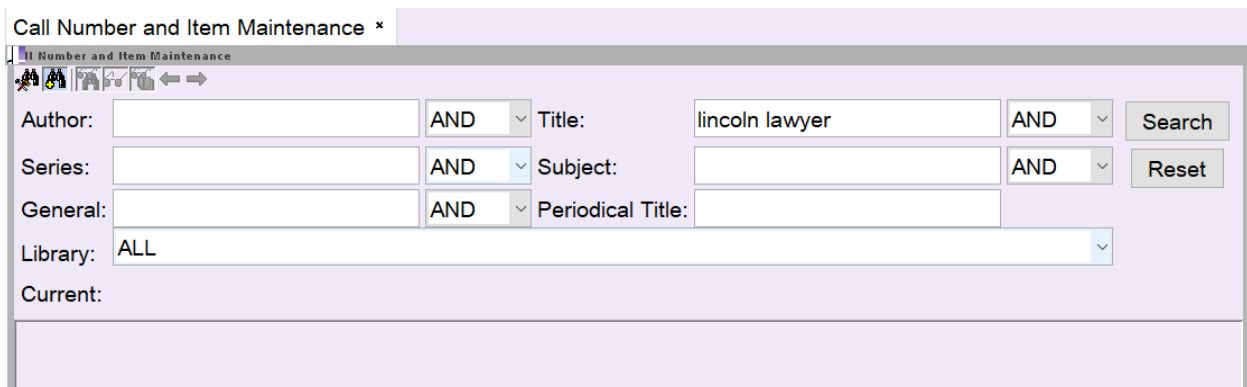 Call Number and Item Maintenance ×
ll Number and Item Maintenance
Author: AND Title: lincoln lawyer AND Search
Series: AND Subject: AND Reset
General: AND Periodical Title:
Library: ALL
Current: